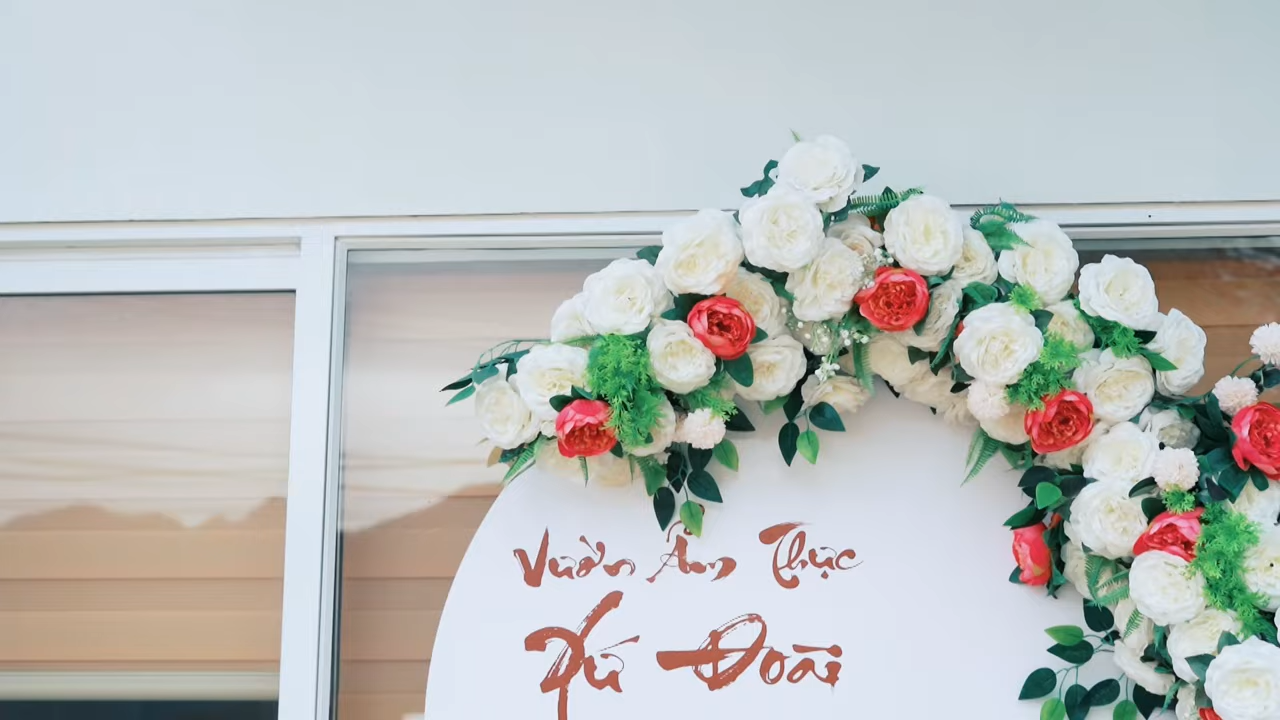 Vườn Ẩm Thực
Xứ Đoài